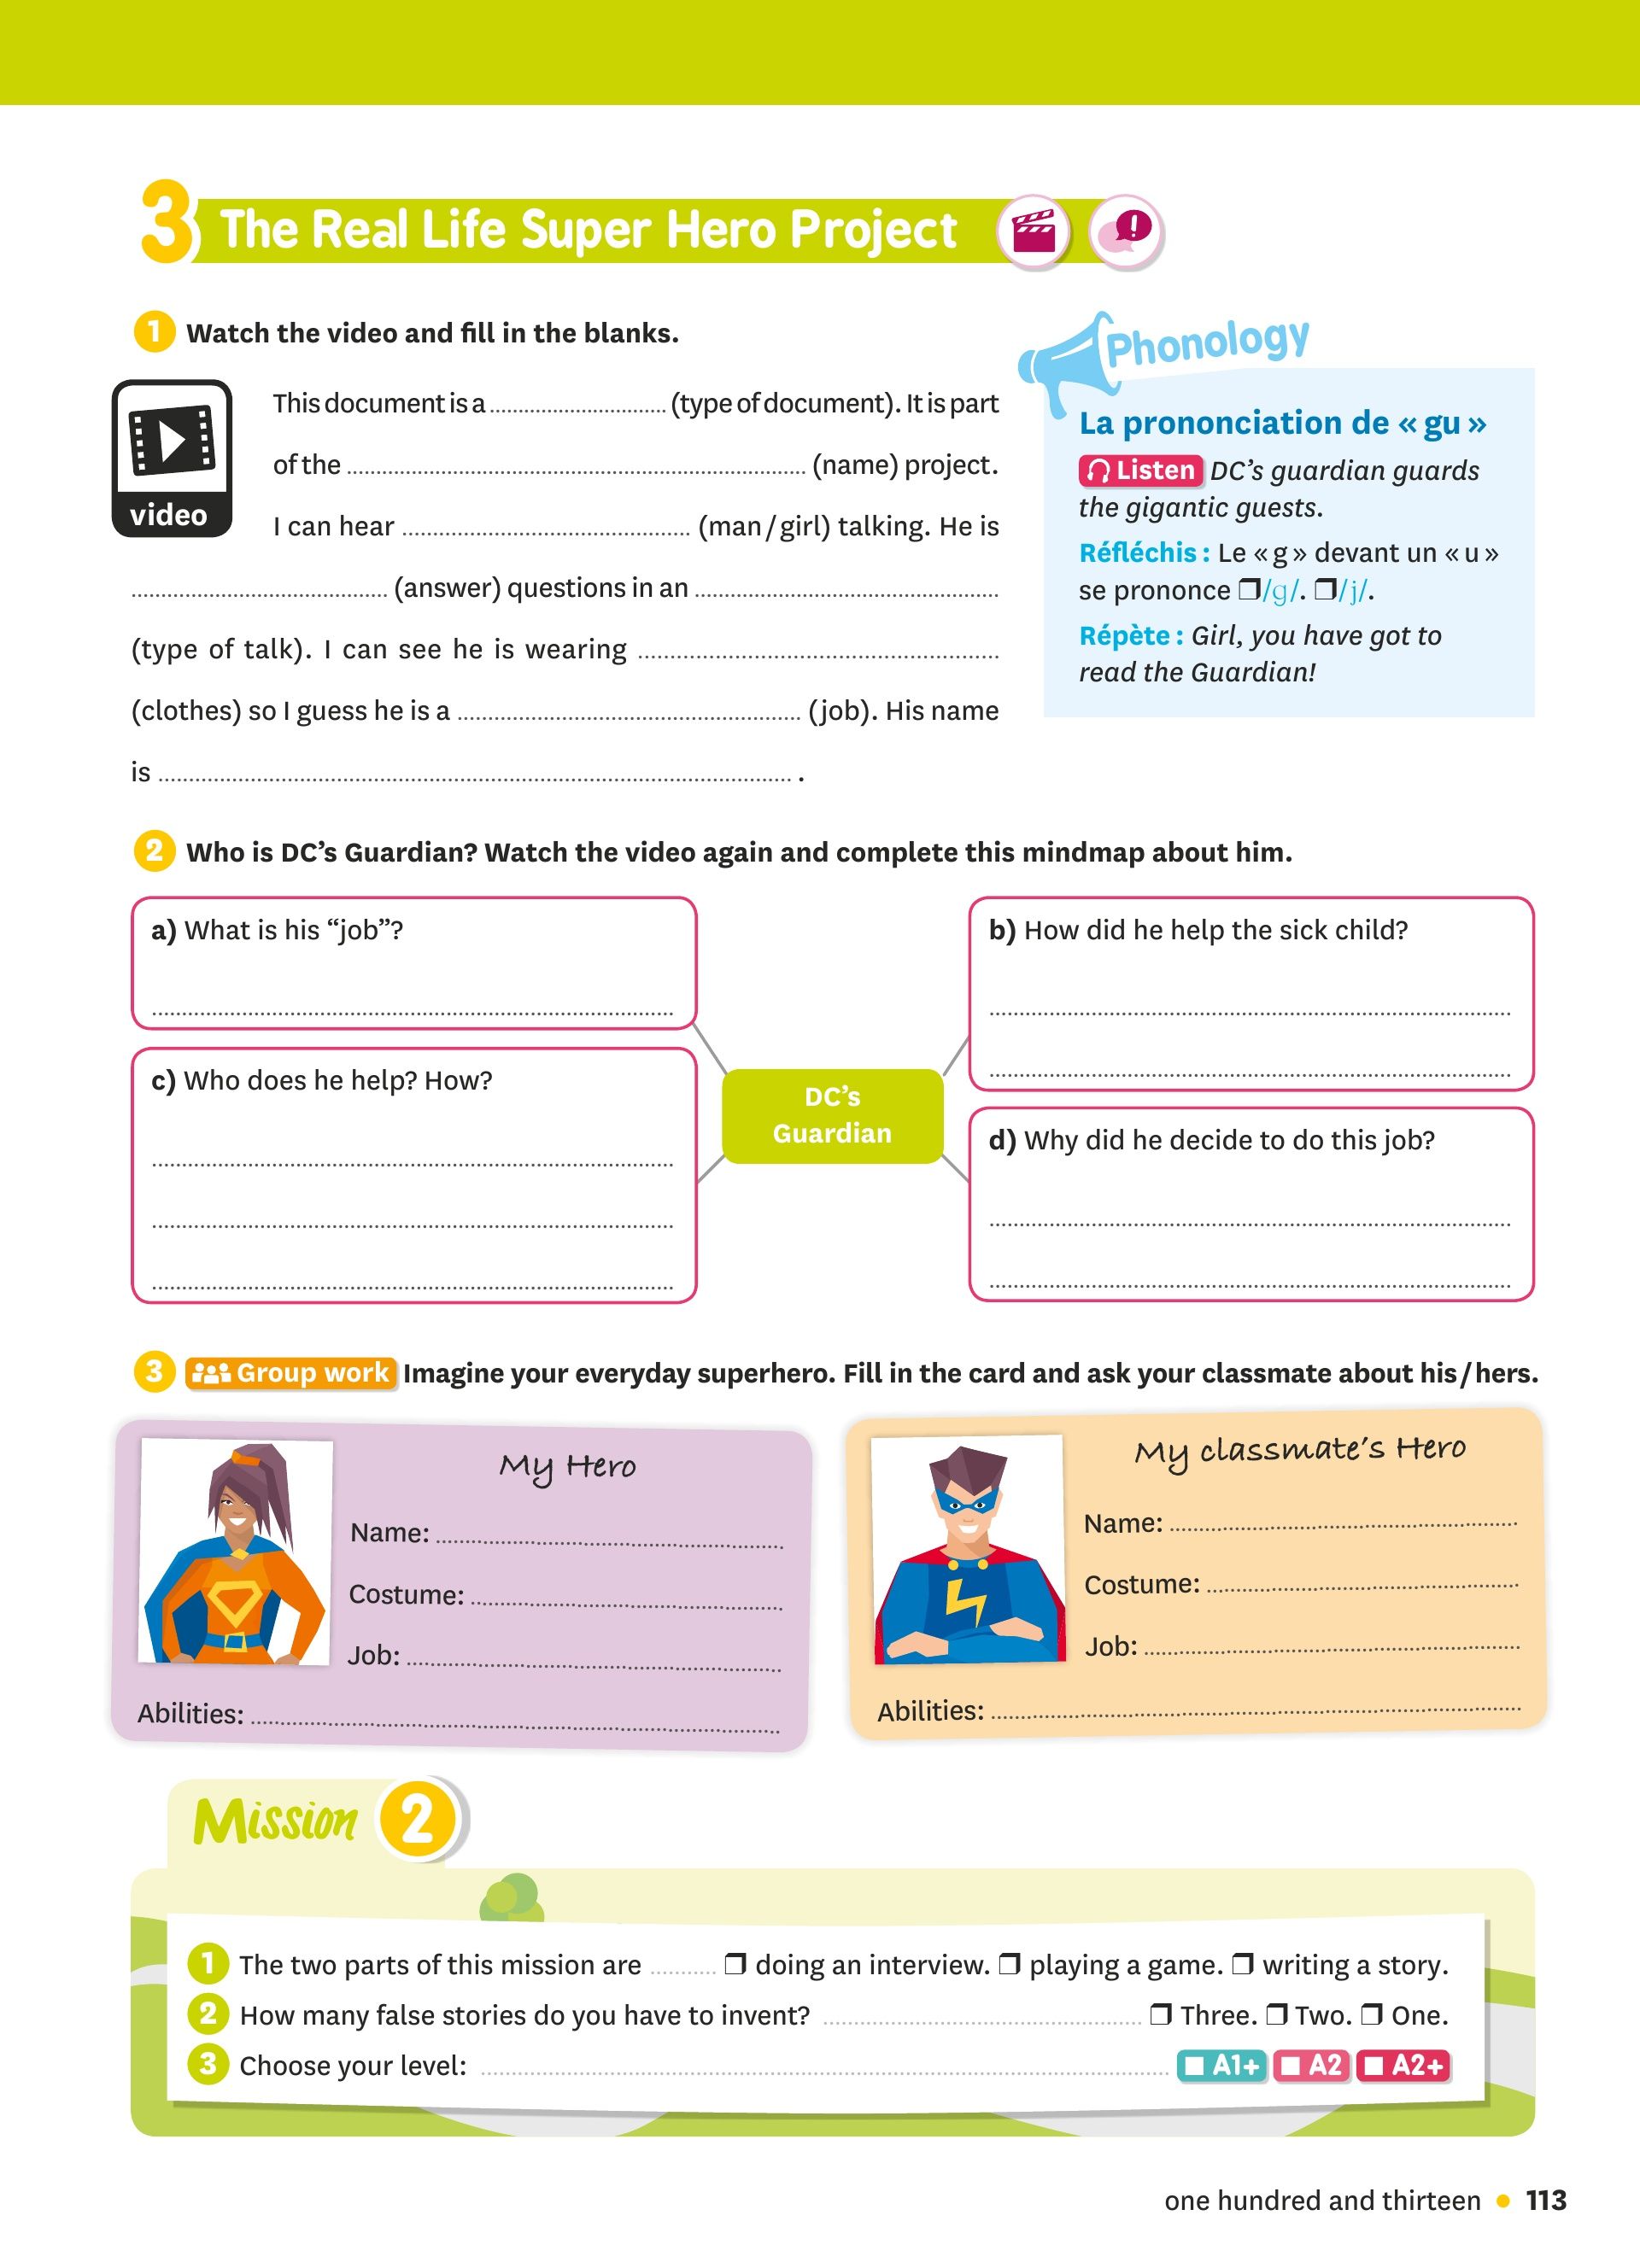 3 The Real Life Super Hero Project
1 Watch the video and fill in the blanks.
video
This document is a .............................. (type of document). It is part
of the .............................. (name) project.
I can hear .............................. (man / girl) talking. He is
.............................. (answer) questions in an ..............................
(type of talk). I can see he is wearing ..............................
(clothes) so I guess he is a .............................. (job). His name
is .............................. .
Phonology
La prononciation de « gu »
Listen DC’s guardian guards
the gigantic guests.
Réfléchis : Le « g » devant un « u »
se prononce ❒/g/. ❒/j/.
Répète : Girl, you have got to
read the Guardian!
2 Who is DC’s Guardian? Watch the video again and complete this mindmap about him.
a) What is his “job”?
b) How did he help the sick child?
c) Who does he help? How?
DC’s
Guardian
d) Why did he decide to do this job?
3 Group work Imagine your everyday superhero. Fill in the card and ask your classmate about his / hers.
My Hero
Name: ..............................
Costume: ..............................
Job: ..............................
Abilities: ..............................
My classmate’s Hero
Name: ..............................
Costume: ..............................
Job: ..............................
Abilities: ..............................
Mission 2
1 The two parts of this mission are .......... ❒ doing an interview. ❒ playing a game. ❒ writing a story.
2 How many false stories do you have to invent? .............................. ❒ Three. ❒ Two. ❒ One.
3 Choose your level: .............................. ■ A1+ ■ A2 ■ A2+
one hundred and thirteen • 113